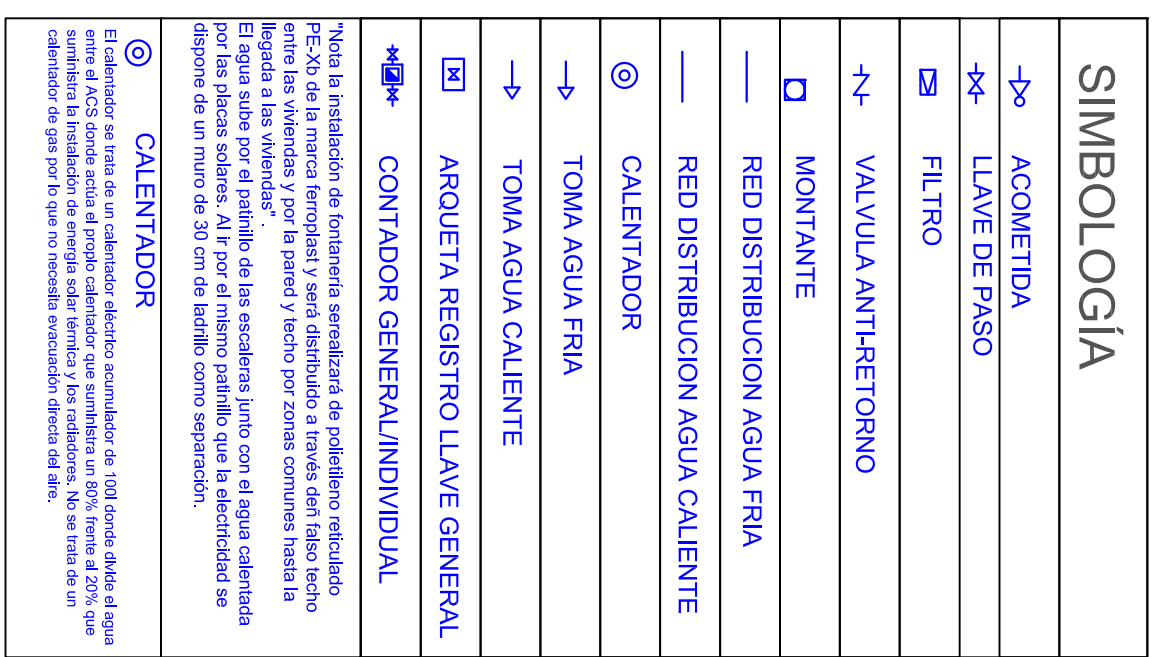 SIMBOLOGÍA
ACOMETIDA
LLAVE DE PASO
FILTRO
VALVULA ANTI-RETORNO
MONTANTE
RED DISTRIBUCION AGUA FRIA
RED DISTRIBUCION AGUA CALIENTE
CALENTADOR
TOMA AGUA FRIA
TOMA AGUA CALIENTE
ARQUETA REGISTRO LLAVE GENERAL
CONTADOR GENERAL/INDIVIDUAL
"Nota la instalación de fontanería serealizará de polietileno reticulado
PE-Xb de la marca ferroplast y será distribuido a través deñ falso techo
entre las viviendas y por la pared y techo por zonas comunes hasta la
llegada a las viviendas".
El agua sube por el patinillo de las escaleras junto con el agua calentada
por las placas solares. Al ir por el mismo patinillo que la electricidad se
dispone de un muro de 30 cm de ladrillo como separación.
CALENTADOR
El calentador se trata de un calentador eléctrico acumulador de 100l donde divide el agua
entre el ACS donde actúa el propio calentador que suministra un 80% frente al 20% que
suministra la instalación de energía solar térmica y los radiadores. No se trata de un
calentador de gas por lo que no necesita evacuación directa del aire.